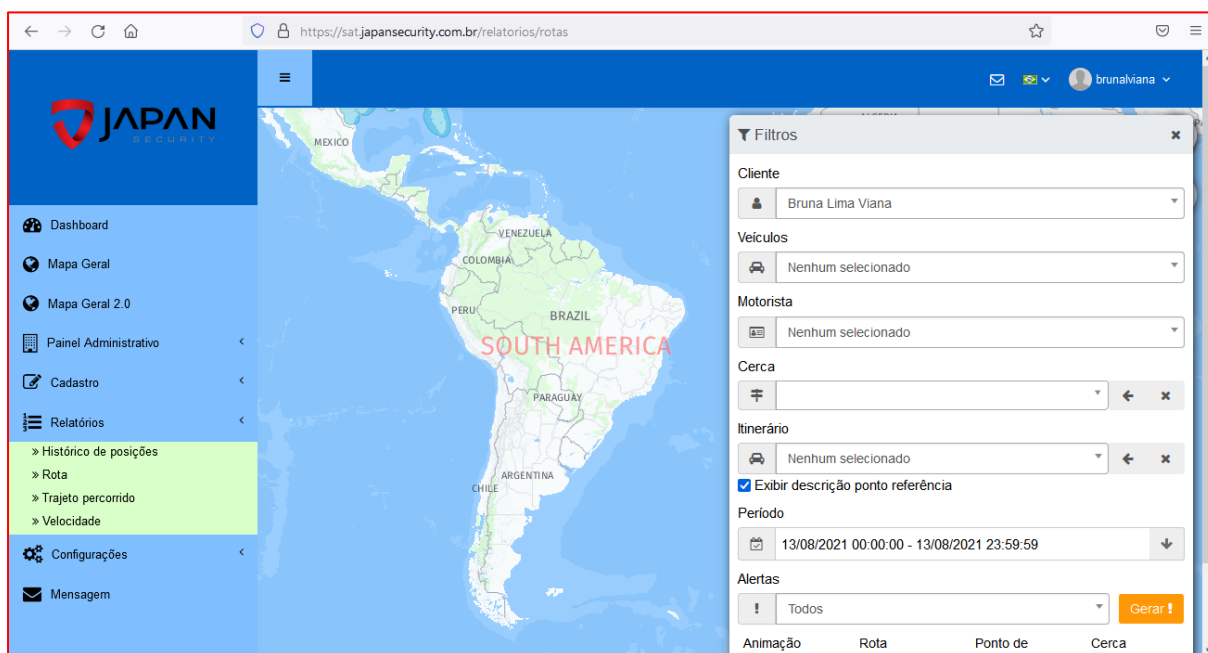 https://sat.japansecurity.com.br/relatorios/rotas
brunalviana
JAPAN
SECURITY
Dashboard
Mapa Geral
Mapa Geral 2.0
Painel Administrativo
Cadastro
Relatórios
» Histórico de posições
» Rota
» Trajeto percorrido
» Velocidade
Configurações
Mensagem
MEXICO
VENEZUELA
COLOMBIA
PERU
BRAZIL
SOUTH AMERICA
PARAGUAY
ARGENTINA
CHILE
Filtros
Cliente
Bruna Lima Viana
Veículos
Nenhum selecionado
Motorista
Nenhum selecionado
Cerca
Itinerário
Nenhum selecionado
Exibir descrição ponto referência
Período
13/08/2021 00:00:00 - 13/08/2021 23:59:59
Alertas
Todos
Gerar !
Animação Rota Ponto de Cerca